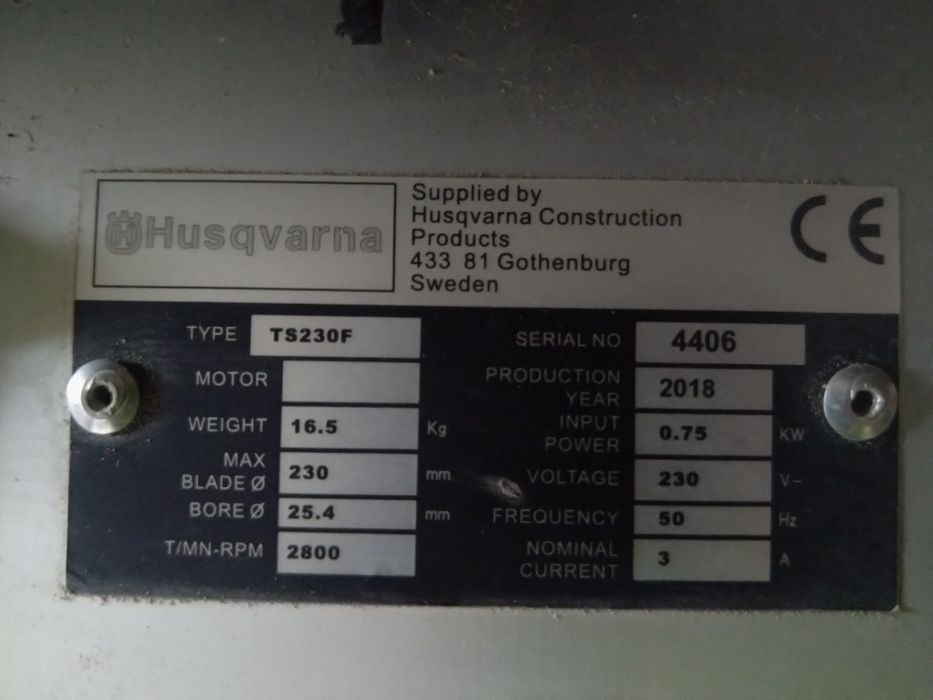 Husqvarna
Supplied by
Husqvarna Construction
Products
433 81 Gothenburg
Sweden
CE
TYPE TS230F
MOTOR
WEIGHT 16.5 Kg
MAX
BLADE Ø 230 mm
BORE Ø 25.4 mm
T/MN-RPM 2800
SERIAL NO 4406
PRODUCTION
YEAR 2018
INPUT
POWER 0.75 KW
VOLTAGE 230 V~
FREQUENCY 50 Hz
NOMINAL
CURRENT 3 A